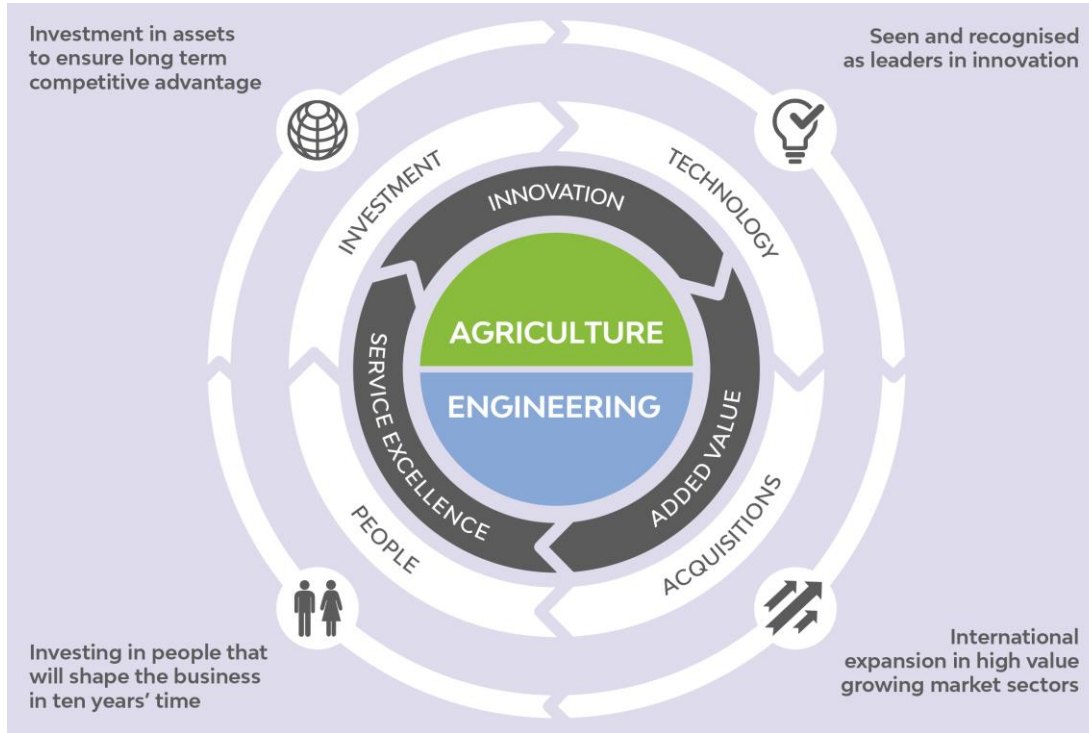 Investment in assets
to ensure long term
competitive advantage
Seen and recognised
as leaders in innovation
INVESTMENT
TECHNOLOGY
INNOVATION
AGRICULTURE
ENGINEERING
SERVICE EXCELLENCE
ADDED VALUE
PEOPLE
ACQUISITIONS
Investing in people that
will shape the business
in ten years’ time
International
expansion in high value
growing market sectors